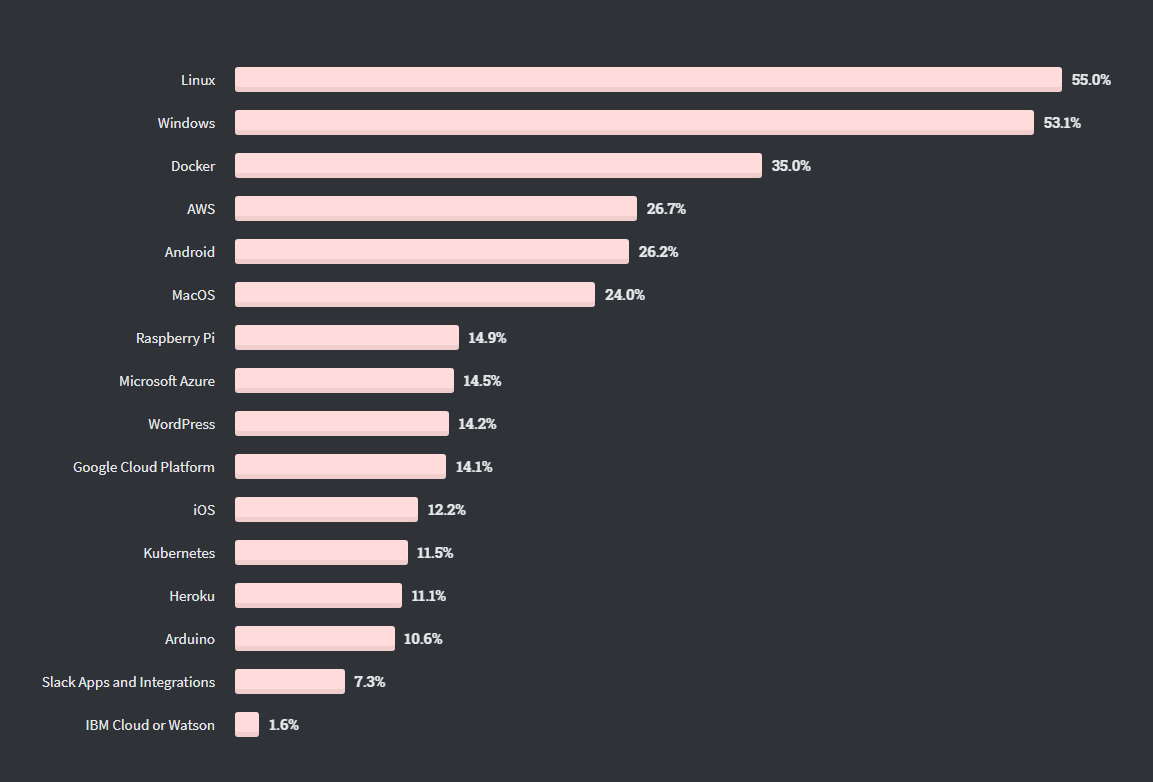 Linux 55.0%
Windows 53.1%
Docker 35.0%
AWS 26.7%
Android 26.2%
MacOS 24.0%
Raspberry Pi 14.9%
Microsoft Azure 14.5%
WordPress 14.2%
Google Cloud Platform 14.1%
iOS 12.2%
Kubernetes 11.5%
Heroku 11.1%
Arduino 10.6%
Slack Apps and Integrations 7.3%
IBM Cloud or Watson 1.6%